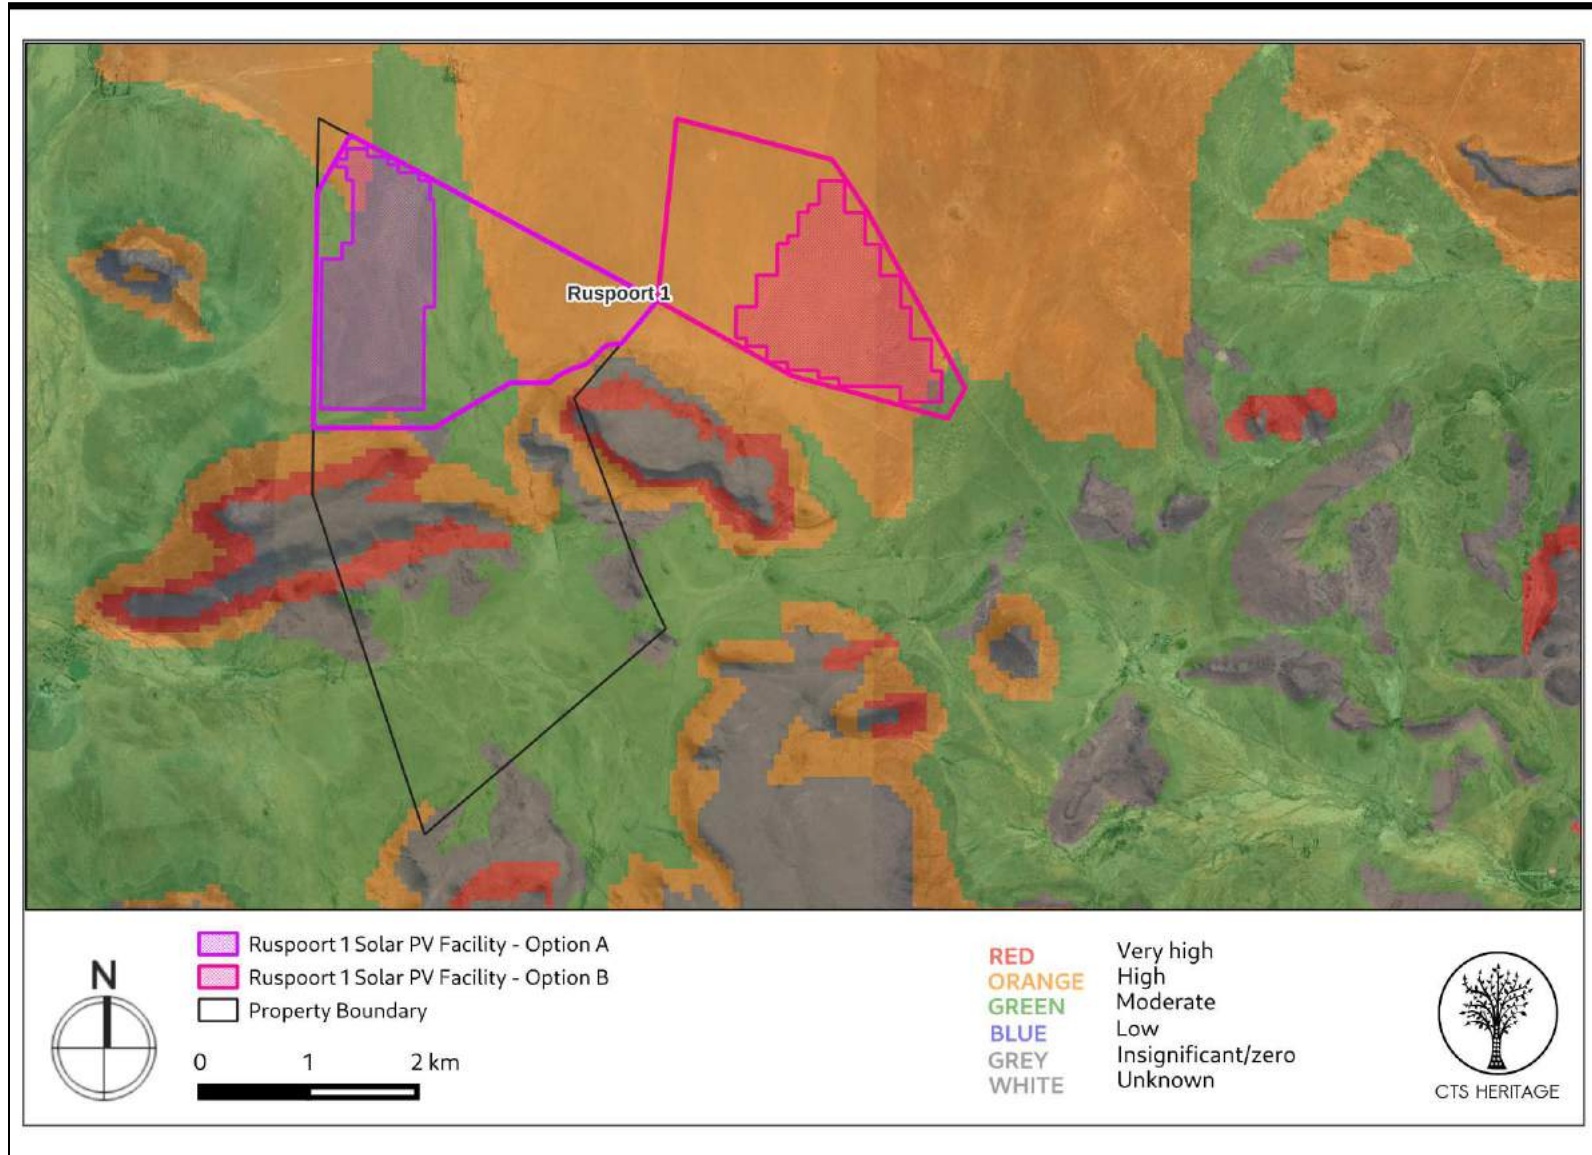 Ruspoort 1
N
0 1 2 km
Ruspoort 1 Solar PV Facility - Option A
Ruspoort 1 Solar PV Facility - Option B
Property Boundary
RED Very high
ORANGE High
GREEN Moderate
BLUE Low
GREY Insignificant/zero
WHITE Unknown
CTS HERITAGE